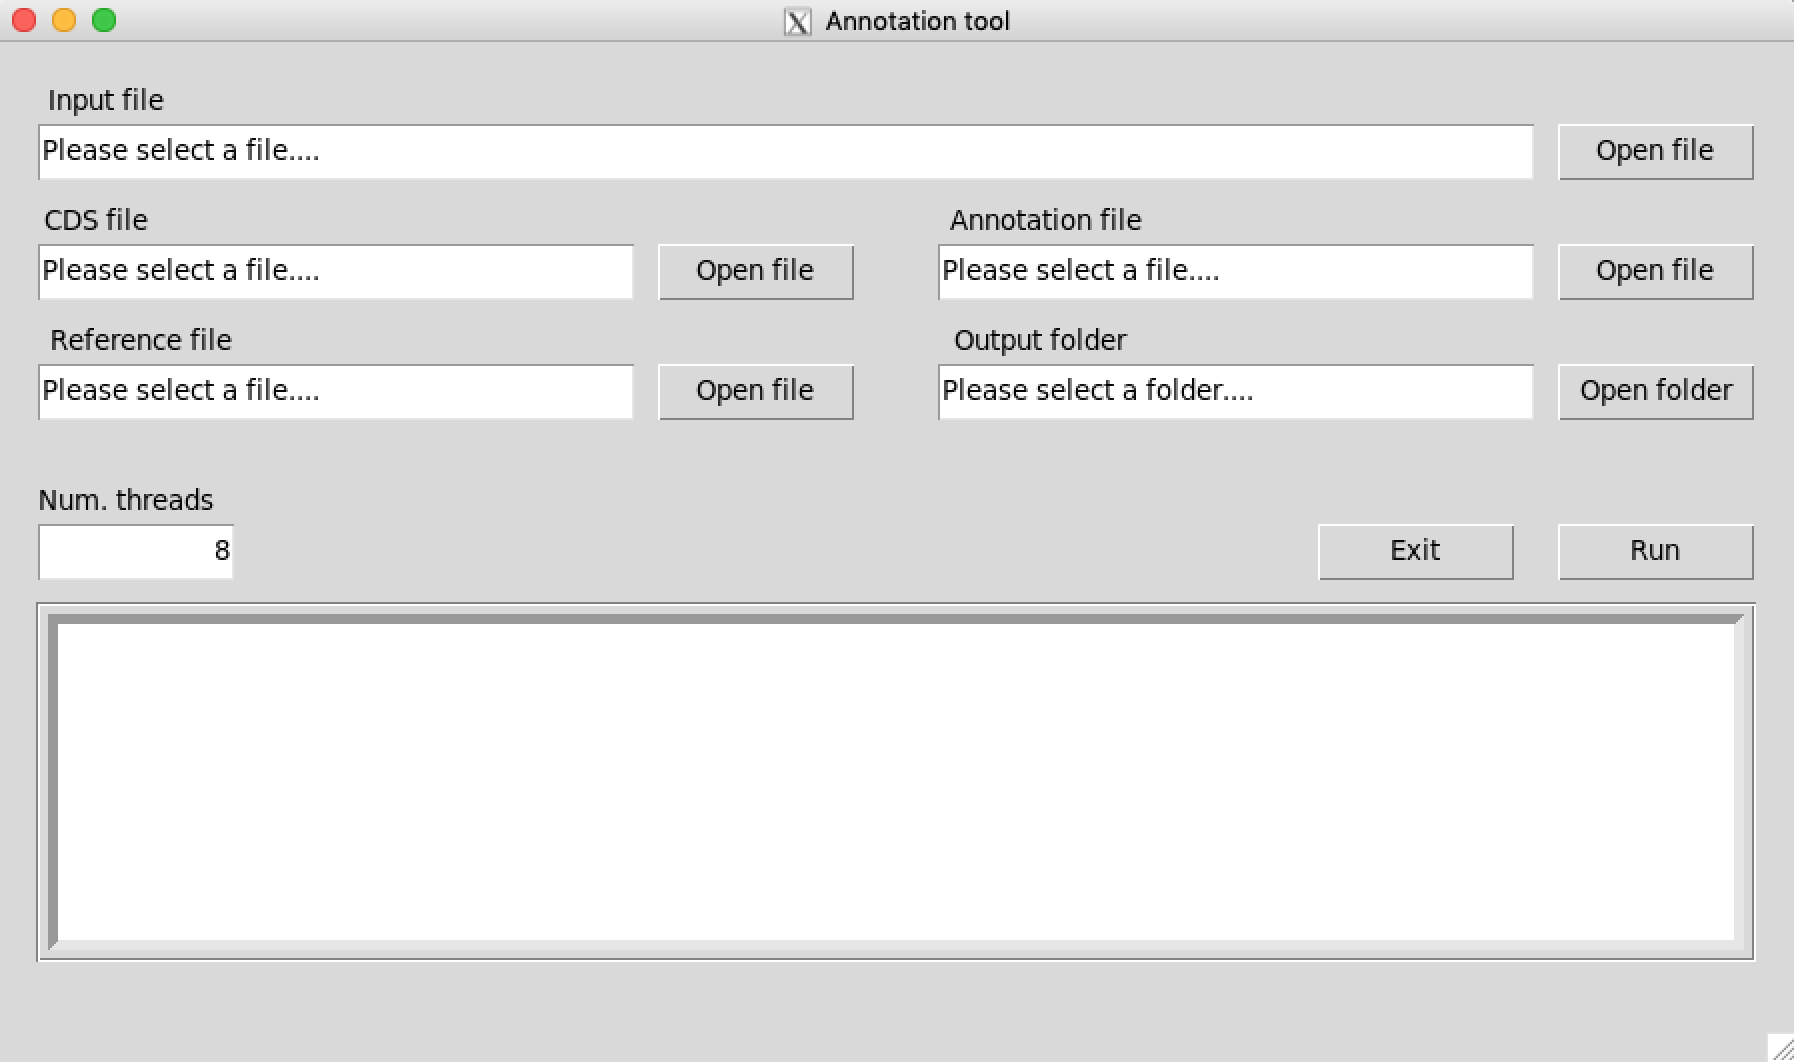 Annotation tool
Input file
Please select a file....
Open file
CDS file
Annotation file
Please select a file....
Open file
Please select a file....
Open file
Reference file
Output folder
Please select a file....
Open file
Please select a folder....
Open folder
Num. threads
8
Exit
Run